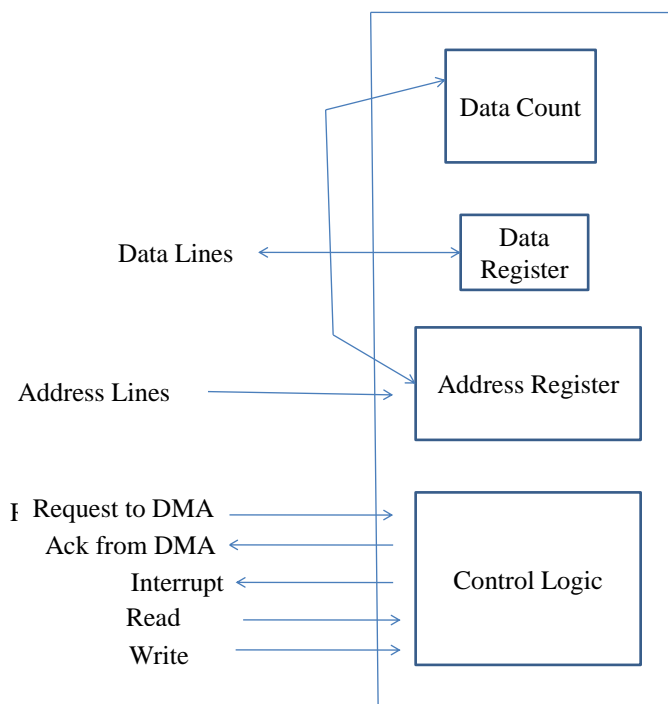 Data Count
Data Lines
Data
Register
Address Lines
Address Register
Request to DMA
Ack from DMA
Interrupt
Read
Write
Control Logic